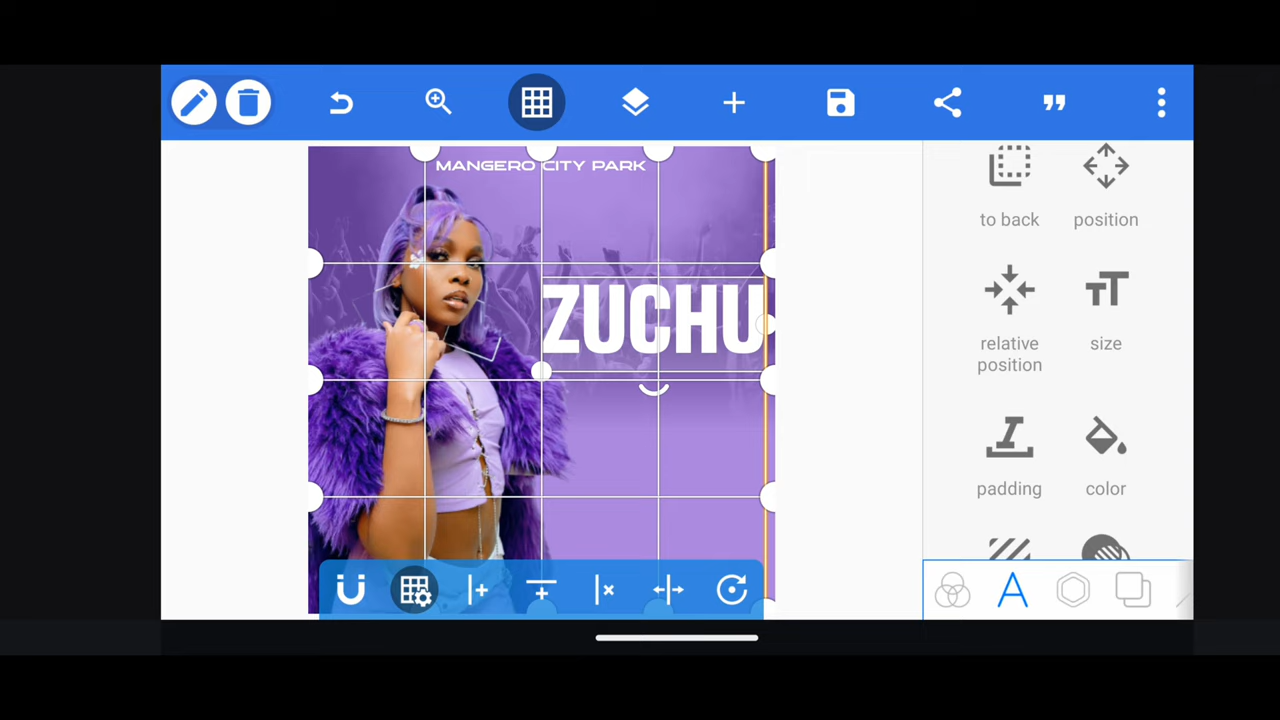 MANGERO CITY PARK
ZUCHU
to back
position
relative
position
size
padding
color